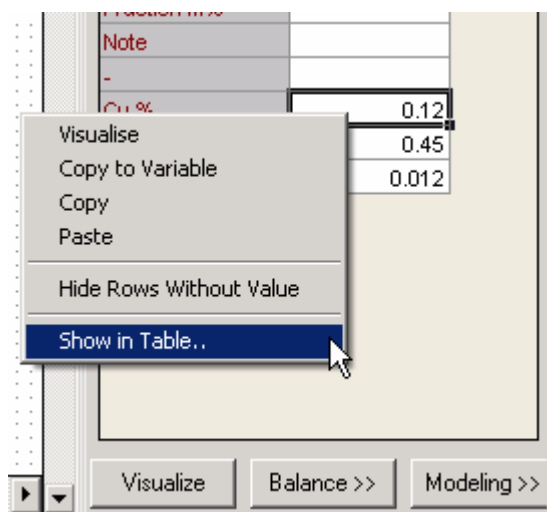 Note
-
Cu %
0.12
Visualise
0.45
Copy to Variable
0.012
Copy
Paste
Hide Rows Without Value
Show in Table..
Visualize
Balance >>
Modeling >>